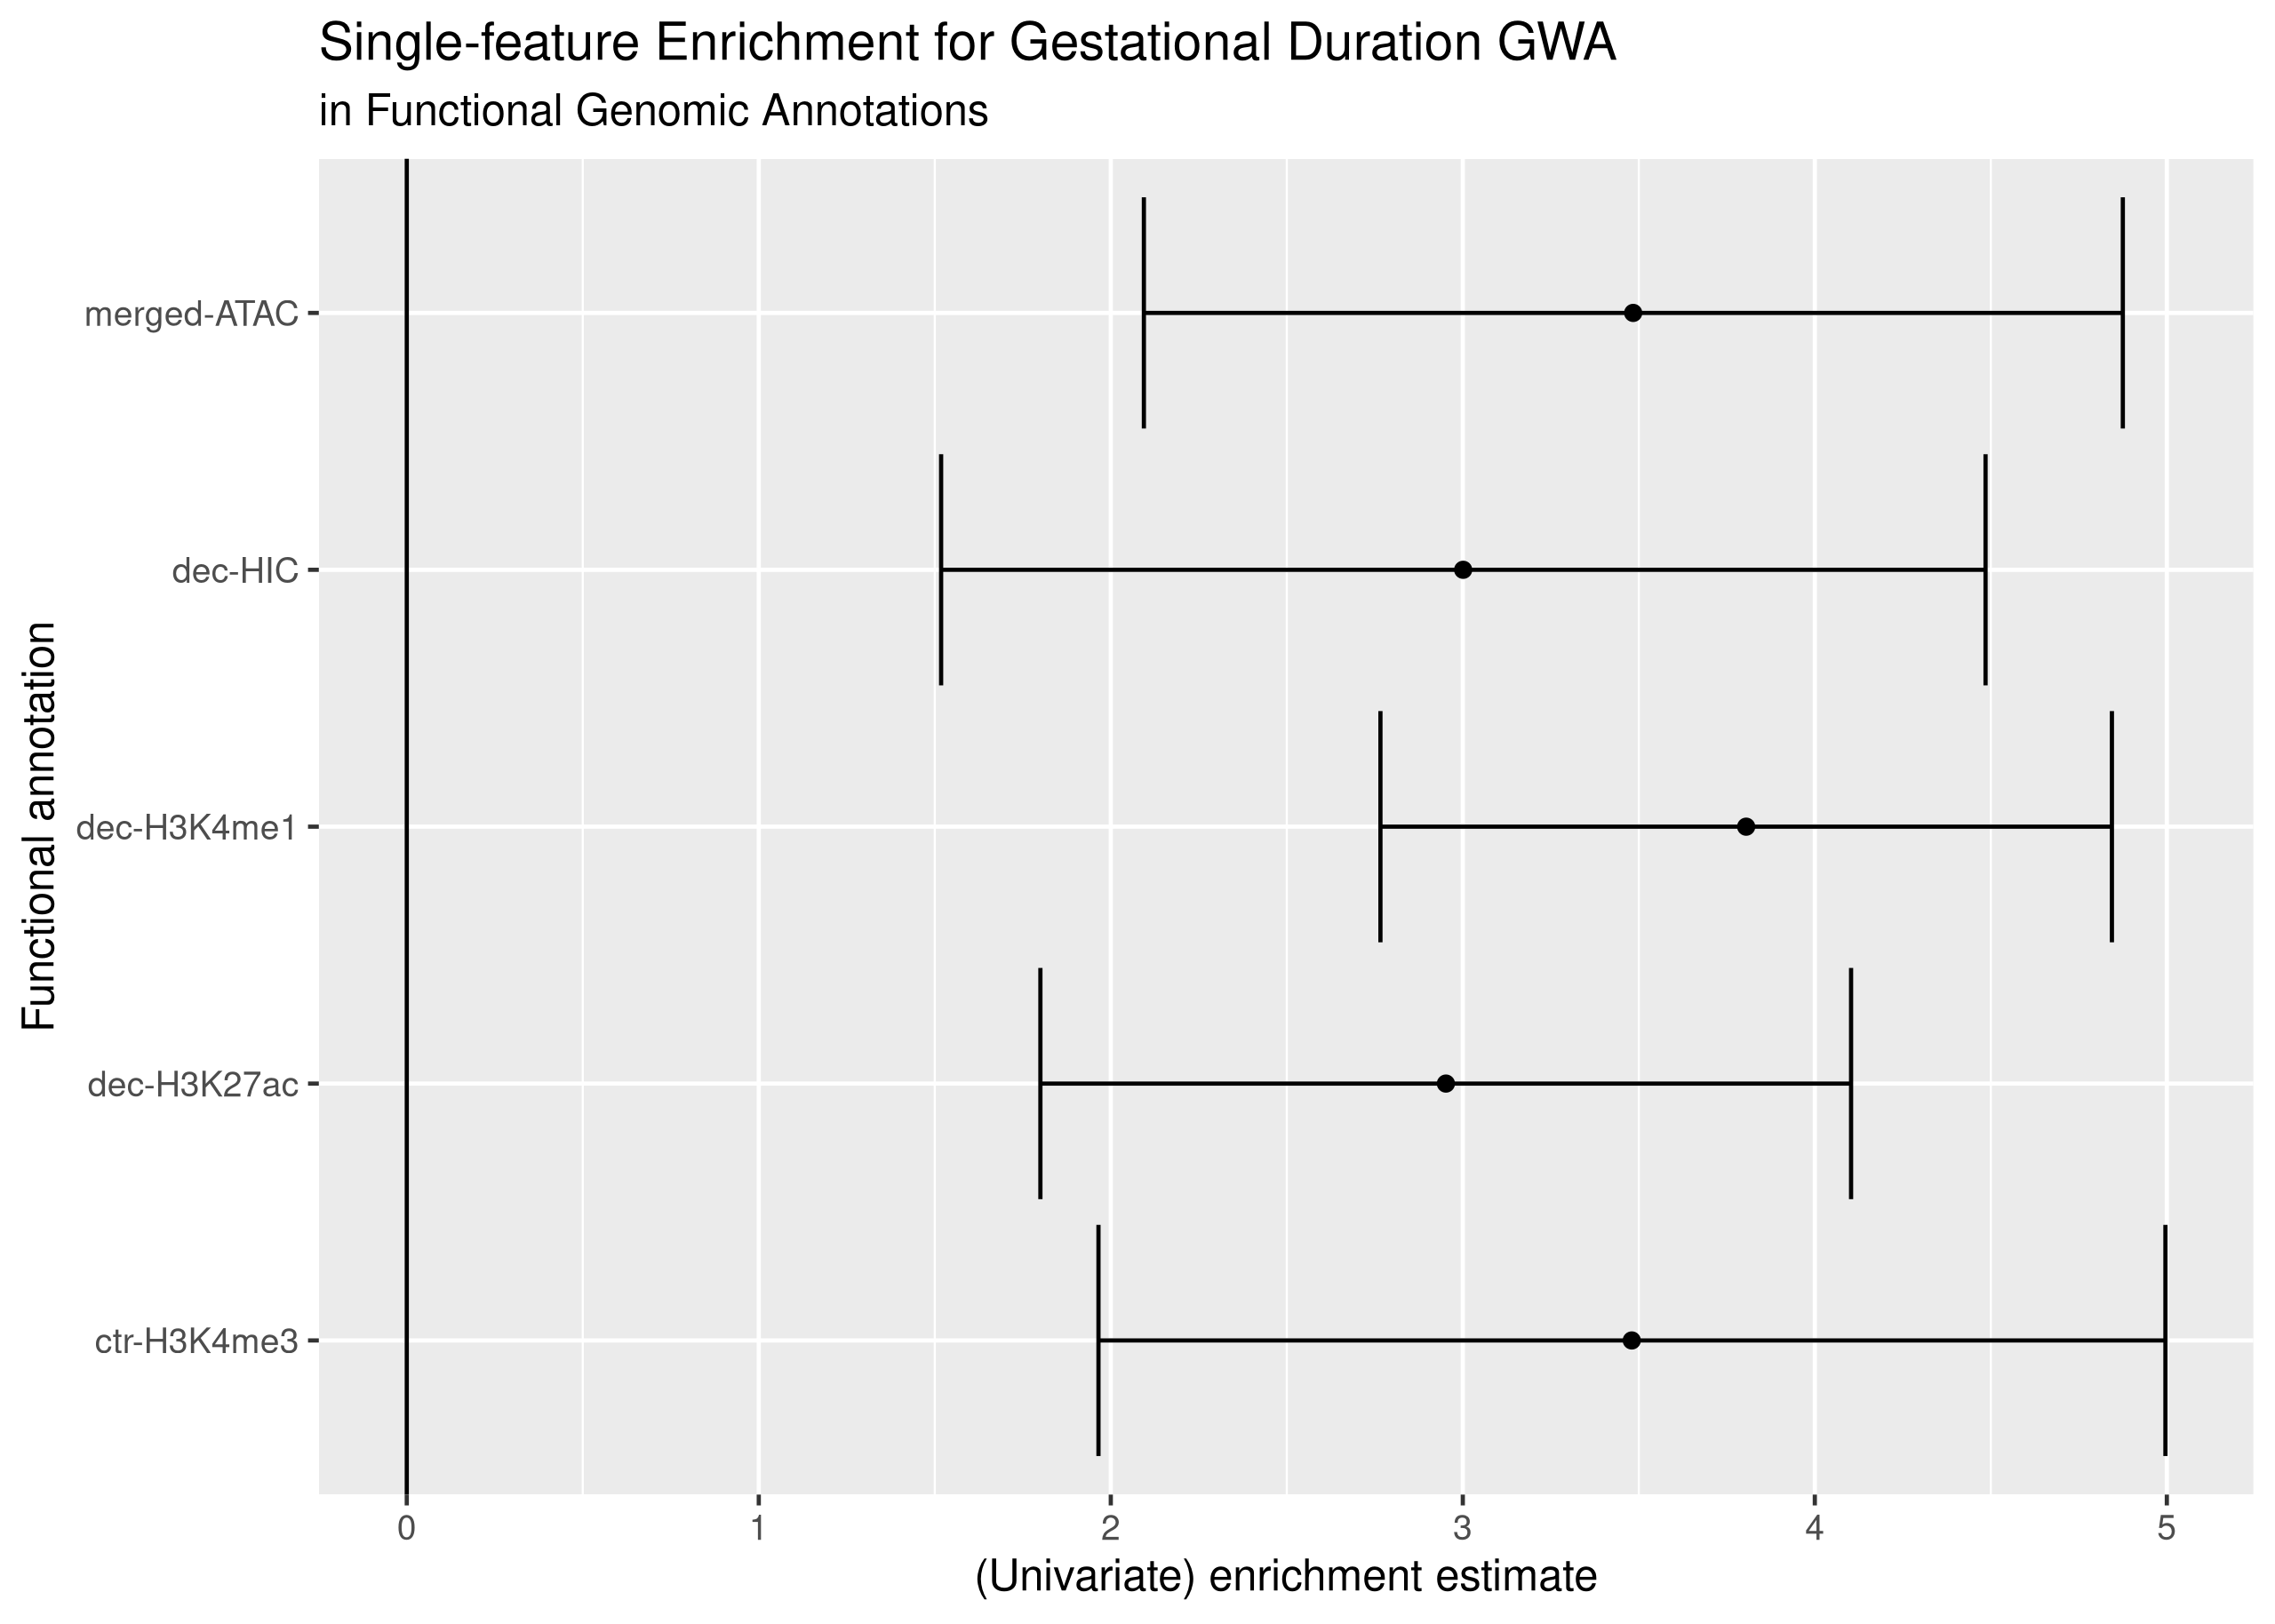 Single-feature Enrichment for Gestational Duration GWA
in Functional Genomic Annotations
Functional annotation
merged-ATAC
dec-HIC
dec-H3K4me1
dec-H3K27ac
ctr-H3K4me3
0 1 2 3 4 5
(Univariate) enrichment estimate